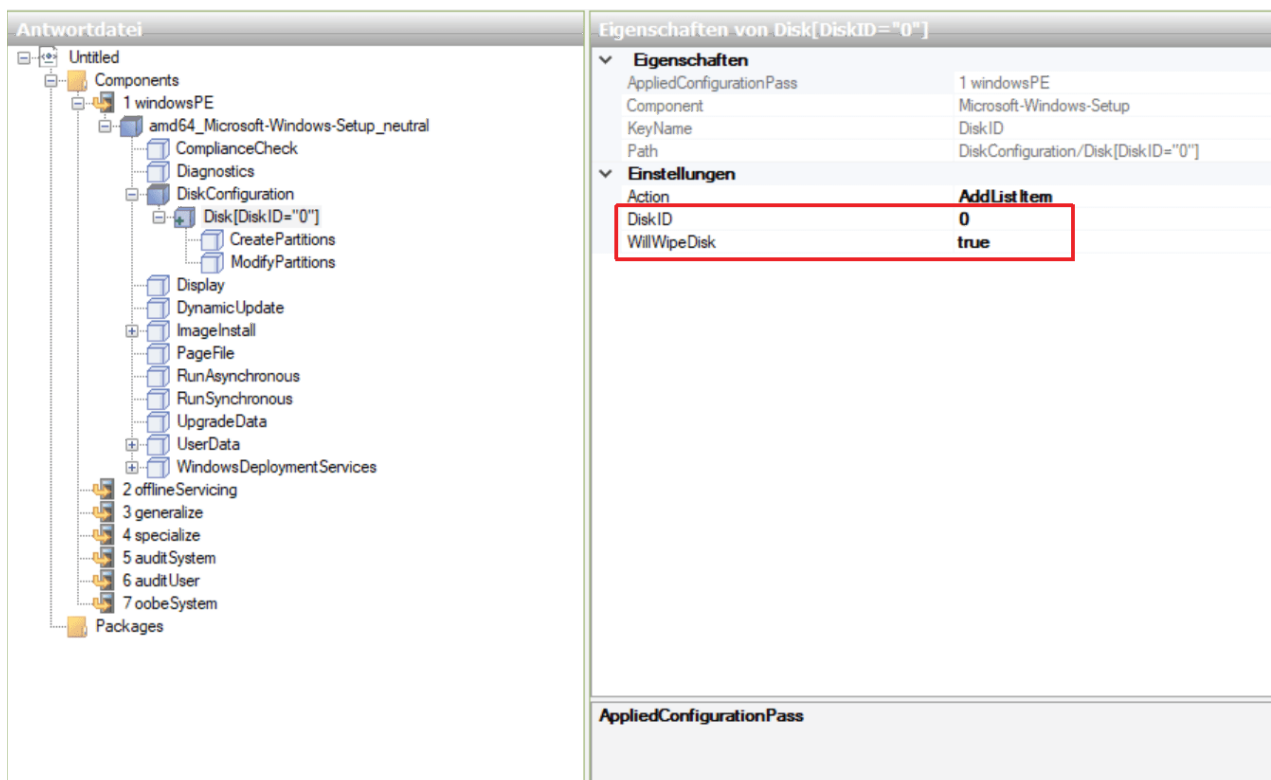 Antwortdatei
Untitled
Components
1 windowsPE
amd64_Microsoft-Windows-Setup_neutral
ComplianceCheck
Diagnostics
DiskConfiguration
Disk[DiskID="0"]
CreatePartitions
ModifyPartitions
Display
DynamicUpdate
ImageInstall
PageFile
RunAsynchronous
RunSynchronous
UpgradeData
UserData
WindowsDeploymentServices
2 offlineServicing
3 generalize
4 specialize
5 auditSystem
6 auditUser
7 oobeSystem
Packages
Eigenschaften von Disk[DiskID="0"]
Eigenschaften
AppliedConfigurationPass 1 windowsPE
Component Microsoft-Windows-Setup
KeyName DiskID
Path DiskConfiguration/Disk[DiskID="0"]
Einstellungen
Action AddListItem
DiskID 0
WillWipeDisk true
AppliedConfigurationPass